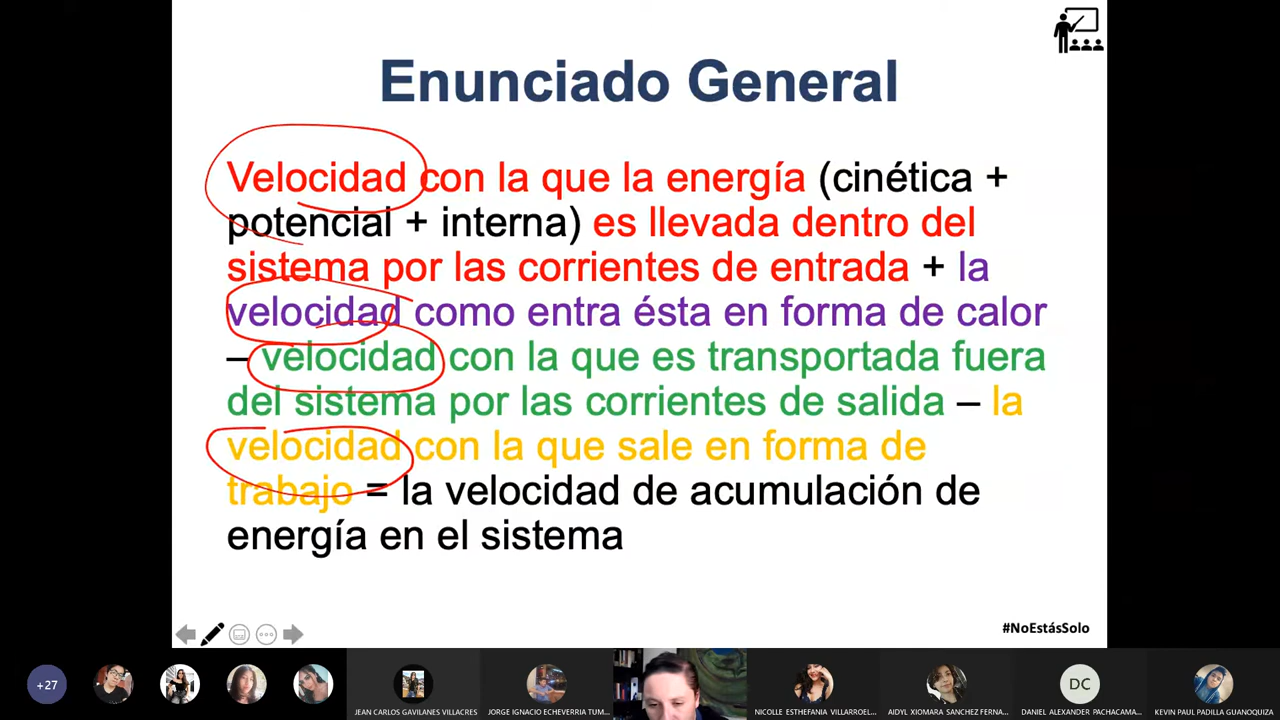 Enunciado General
Velocidad con la que la energía (cinética +
potencial + interna) es llevada dentro del
sistema por las corrientes de entrada + la
velocidad como entra ésta en forma de calor
– velocidad con la que es transportada fuera
del sistema por las corrientes de salida – la
velocidad con la que sale en forma de
trabajo = la velocidad de acumulación de
energía en el sistema
#NoEstásSolo
+27
DC
JEAN CARLOS GAVILANES VILLACRES
JORGE IGNACIO ECHEVERRIA TUM...
NICOLLE ESTHEFANIA VILLARROEL...
AIDYL XIOMARA SANCHEZ FERNA...
DANIEL ALEXANDER PACHACAMA...
KEVIN PAUL PADILLA GUANOQUIZA